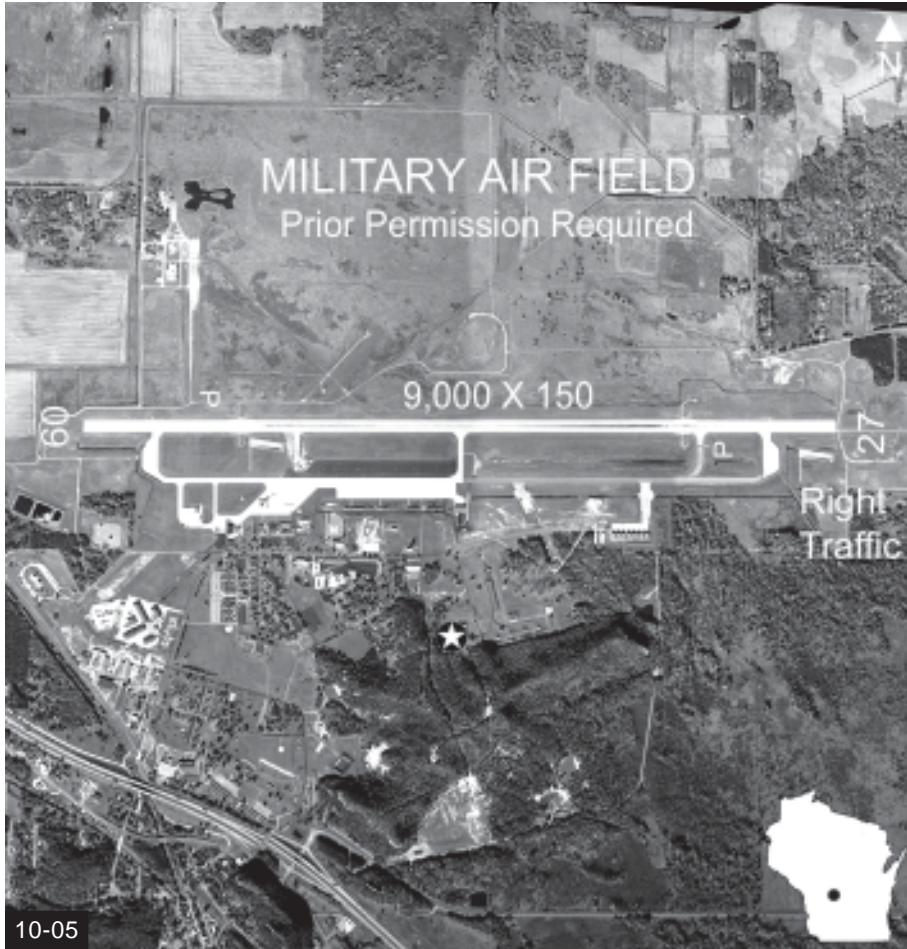 N
MILITARY AIR FIELD
Prior Permission Required
P
9,000 X 150
09
27
P
Right
Traffic
10-05